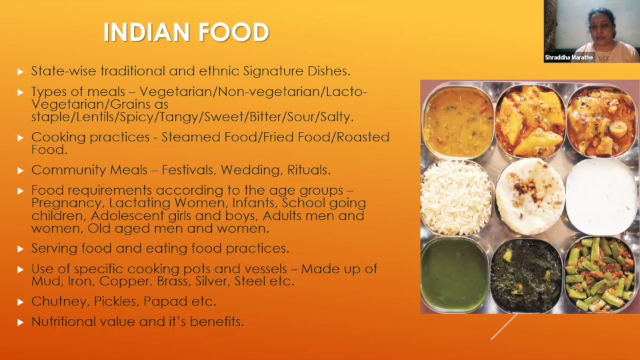 INDIAN FOOD
State-wise traditional and ethnic Signature Dishes.
Types of meals – Vegetarian/Non-vegetarian/Lacto-
Vegetarian/Grains as
staple/Lentils/Spicy/Tangy/Sweet/Bitter/Sour/Salty.
Cooking practices - Steamed Food/Fried Food/Roasted
Food.
Community Meals – Festivals, Wedding, Rituals.
Food requirements according to the age groups –
Pregnancy, Lactating Women, Infants, School going
children, Adolescent girls and boys, Adults men and
women, Old aged men and women.
Serving food and eating food practices.
Use of specific cooking pots and vessels – Made up of
Mud, Iron, Copper, Brass, Silver, Steel etc.
Chutney, Pickles, Papad etc.
Nutritional value and it's benefits.
Shraddha Marathe